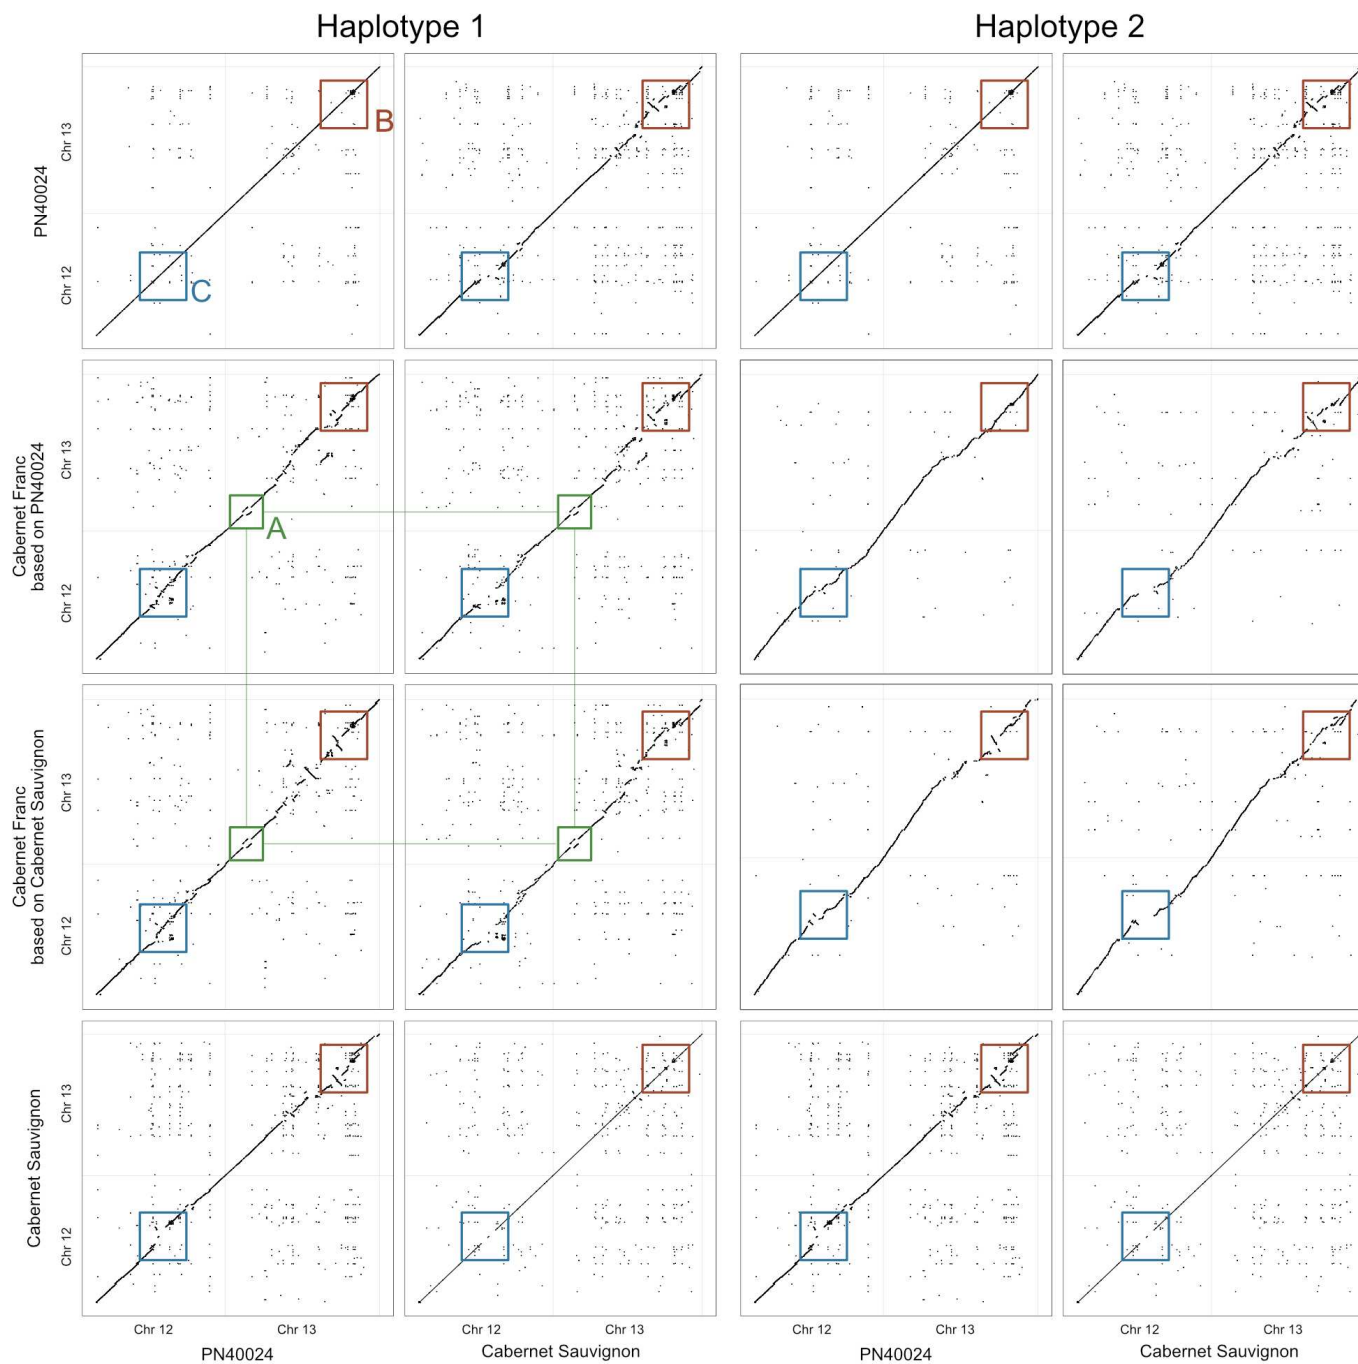 Haplotype 1
Haplotype 2
PN40024
Chr 13
Chr 12
B
C
Cabernet Franc
based on PN40024
Chr 13
Chr 12
A
Cabernet Franc
based on Cabernet Sauvignon
Chr 13
Chr 12
Cabernet Sauvignon
Chr 13
Chr 12
Chr 12
Chr 13
Chr 12
Chr 13
Chr 12
Chr 13
Chr 12
Chr 13
PN40024
Cabernet Sauvignon
PN40024
Cabernet Sauvignon